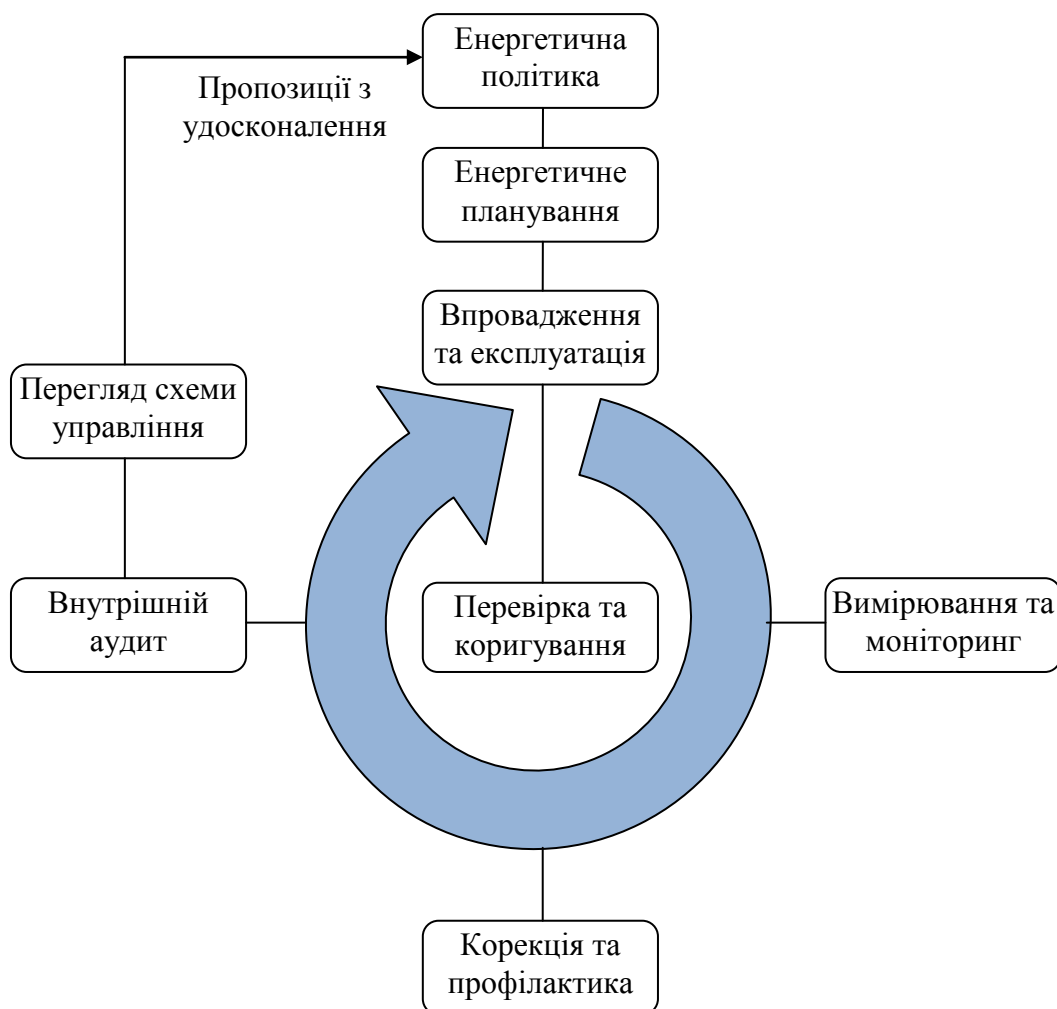 Енергетична
політика
Пропозиції з
удосконалення
Енергетичне
планування
Впровадження
та експлуатація
Перегляд схеми
управління
Внутрішній
аудит
Перевірка та
коригування
Вимірювання та
моніторинг
Корекція та
профілактика